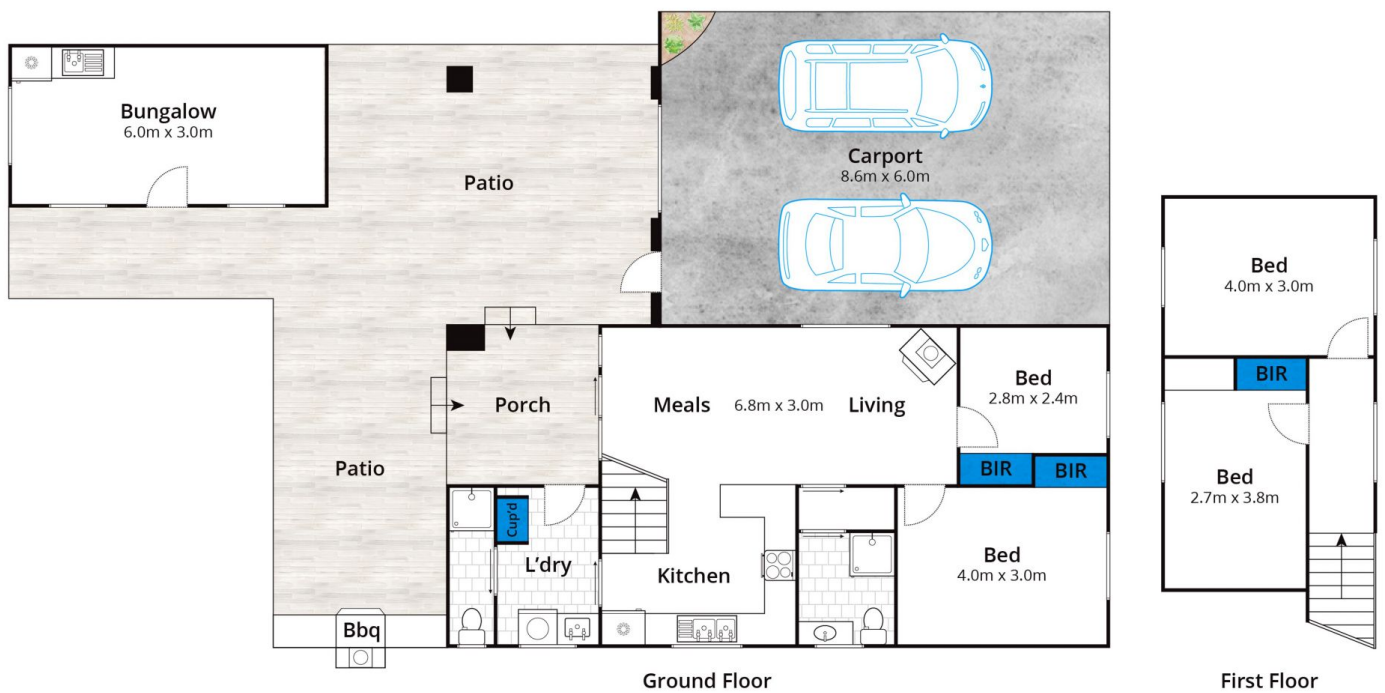 Bungalow
6.0m x 3.0m
Patio
Carport
8.6m x 6.0m
Bed
4.0m x 3.0m
BIR
Bed
2.7m x 3.8m
Porch
Meals 6.8m x 3.0m Living
Bed
2.8m x 2.4m
BIR BIR
Patio
Cup'd
L'dry
Kitchen
Bed
4.0m x 3.0m
Bbq
Ground Floor
First Floor